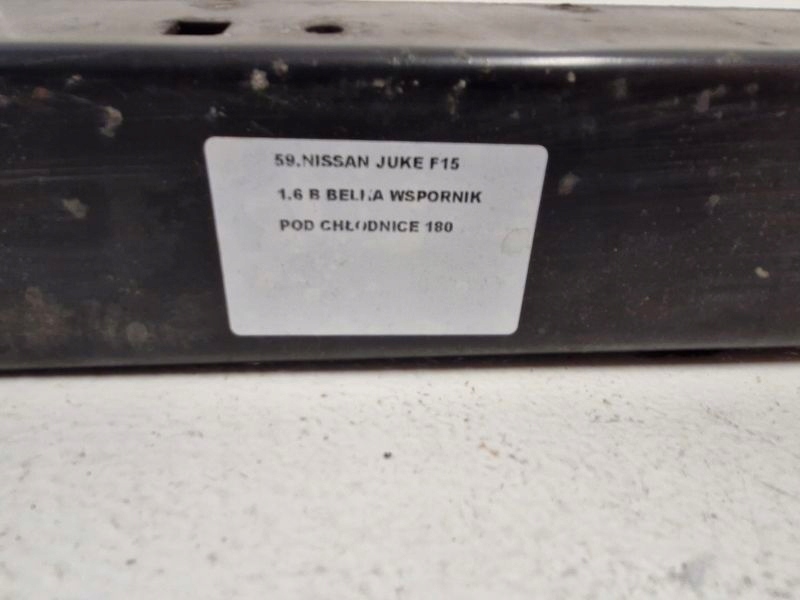 59.NISSAN JUKE F15
1.6 B BELKA WSPORNIK
POD CHŁODNICE 180